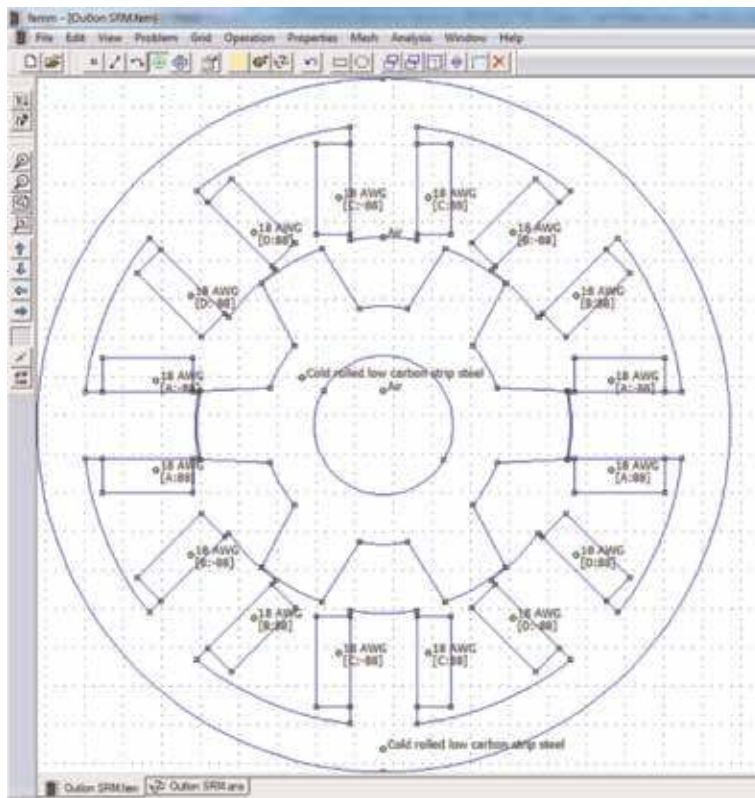 femm - [Outlon SRM.fem]
File Edit View Problem Grid Operation Properties Mesh Analysis Window Help
18 AWG
[C:-88]
18 AWG
[C:88]
18 AWG
[D:88]
Air
18 AWG
[B:-88]
18 AWG
[D:-88]
18 AWG
[B:88]
18 AWG
[A:-88]
Cold rolled low carbon strip steel
Air
18 AWG
[A:-88]
18 AWG
[A:88]
18 AWG
[A:88]
18 AWG
[B:-88]
18 AWG
[D:88]
18 AWG
[B:88]
18 AWG
[D:-88]
18 AWG
[C:-88]
18 AWG
[C:88]
Cold rolled low carbon strip steel
Outlon SRM.fem Outlon SRM.ans